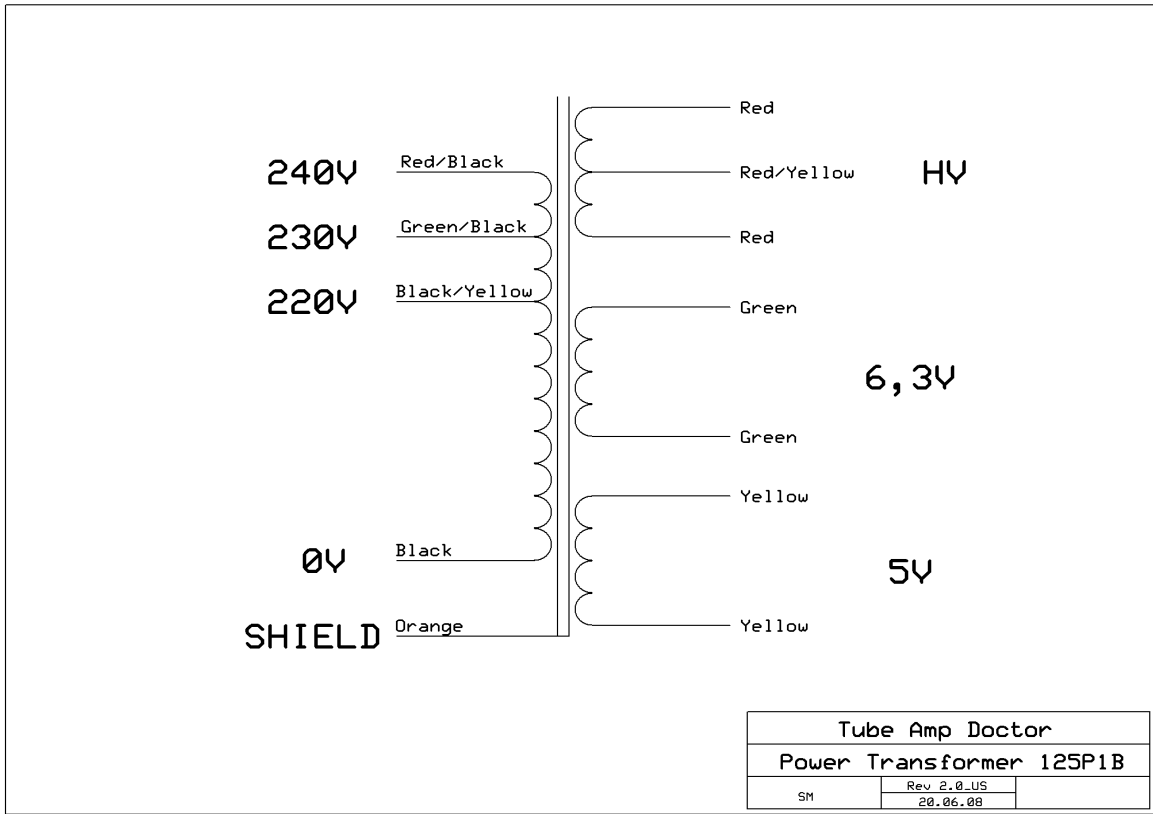 240V Red/Black
230V Green/Black
220V Black/Yellow
0V Black
SHIELD Orange
Red
Red/Yellow HV
Red
Green
6,3V
Green
Yellow
5V
Yellow
Tube Amp Doctor
Power Transformer 125P1B
SM
Rev 2.0_US
20.06.08